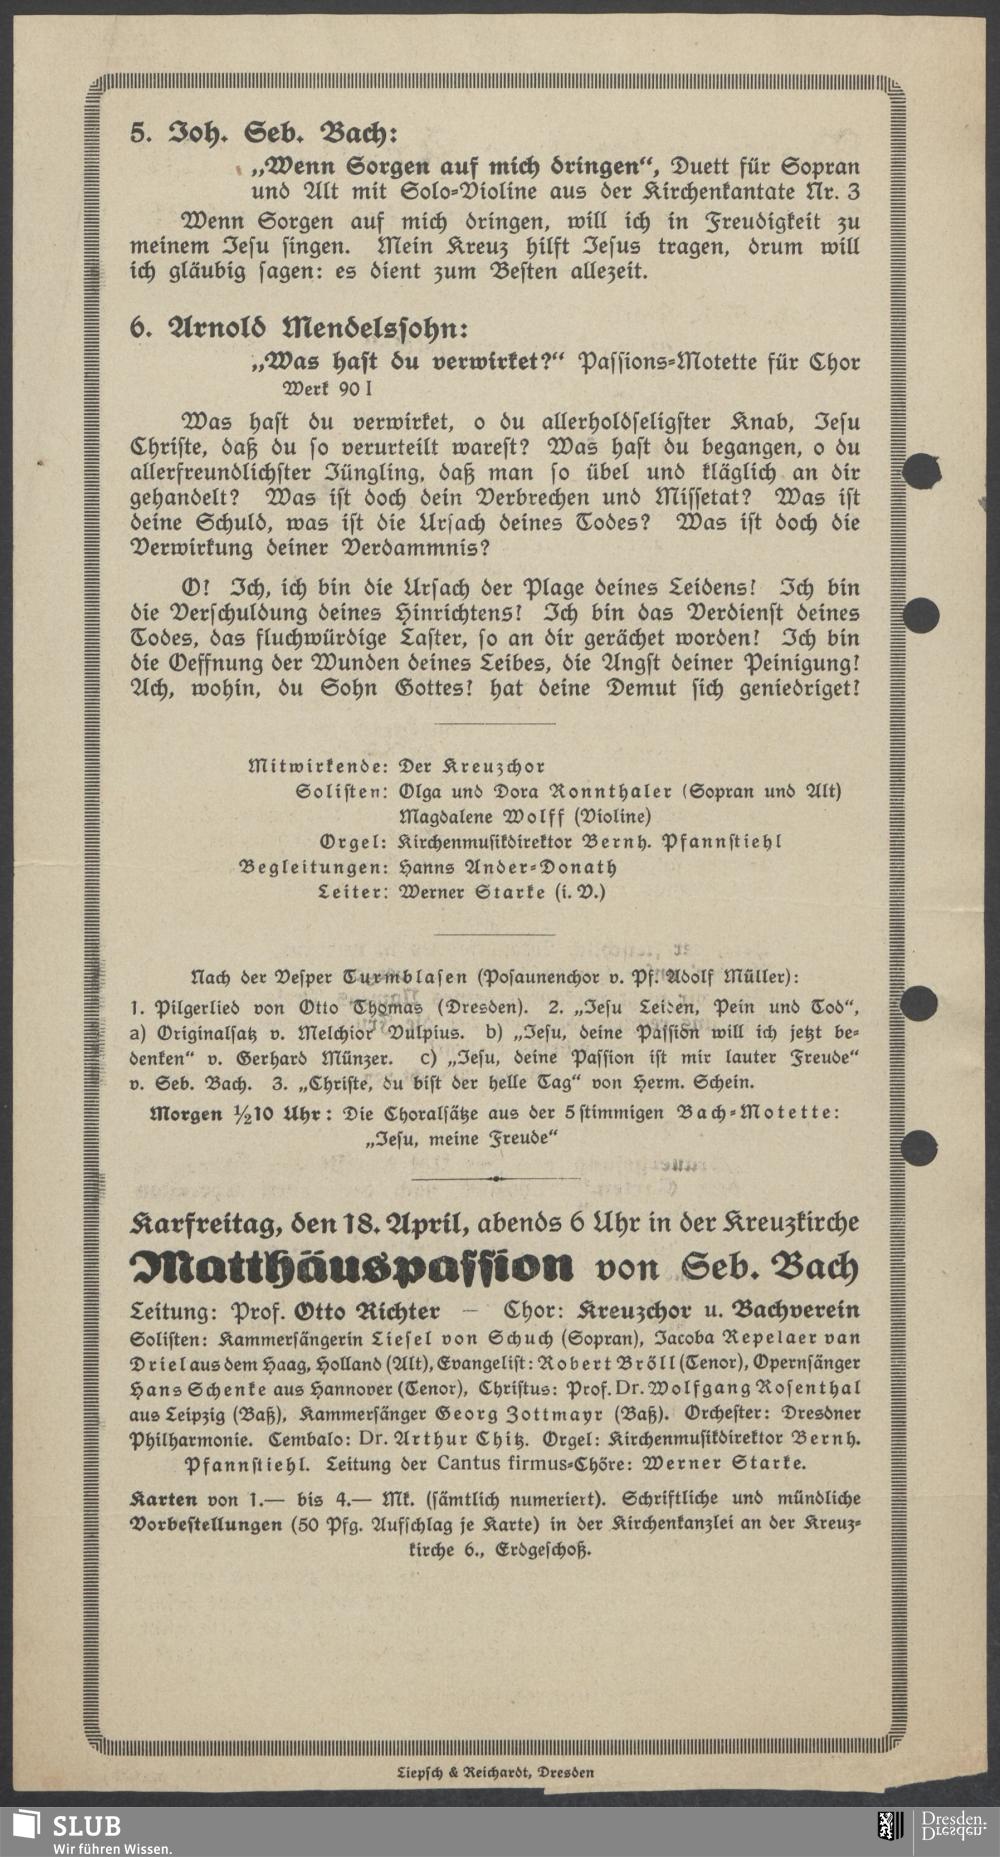 5. Joh. Seb. Bach:
„Wenn Sorgen auf mich dringen“, Duett für Sopran
und Alt mit Solo=Violine aus der Kirchenkantate Nr. 3
Wenn Sorgen auf mich dringen, will ich in Freudigkeit zu
meinem Jesu singen. Mein Kreuz hilft Jesus tragen, drum will
ich gläubig sagen: es dient zum Besten allezeit.
6. Arnold Mendelssohn:
„Was hast du verwirket?“ Passions=Motette für Chor
Werk 90 I
Was hast du verwirket, o du allerholdseligster Knab, Jesu
Christe, daß du so verurteilt warest? Was hast du begangen, o du
allerfreundlichster Jüngling, daß man so übel und kläglich an dir
gehandelt? Was ist doch dein Verbrechen und Missetat? Was ist
deine Schuld, was ist die Ursach deines Todes? Was ist doch die
Verwirkung deiner Verdammnis?
O! Ich, ich bin die Ursach der Plage deines Leidens! Ich bin
die Verschuldung deines Hinrichtens! Ich bin das Verdienst deines
Todes, das fluchwürdige Laster, so an dir gerächet worden! Ich bin
die Oeffnung der Wunden deines Leibes, die Angst deiner Peinigung!
Ach, wohin, du Sohn Gottes! hat deine Demut sich geniedriget!
Mitwirkende: Der Kreuzchor
Solisten: Olga und Dora Ronnthaler (Sopran und Alt)
Magdalene Wolff (Violine)
Orgel: Kirchenmusikdirektor Bernh. Pfannstiehl
Begleitungen: Hanns Ander=Donath
Leiter: Werner Starke (i. V.)
Nach der Vesper Turmblasen (Posaunenchor v. Pf. Adolf Müller):
1. Pilgerlied von Otto Thomas (Dresden). 2. „Jesu Leiden, Pein und Tod“,
a) Originalsatz v. Melchior Vulpius. b) „Jesu, deine Passion will ich jetzt be=
denken“ v. Gerhard Münzer. c) „Jesu, deine Passion ist mir lauter Freude“
v. Seb. Bach. 3. „Christe, du bist der helle Tag“ von Herm. Schein.
Morgen ½10 Uhr: Die Choralsätze aus der 5stimmigen Bach=Motette:
„Jesu, meine Freude“
Karfreitag, den 18. April, abends 6 Uhr in der Kreuzkirche
Matthäuspassion von Seb. Bach
Leitung: Prof. Otto Richter — Chor: Kreuzchor u. Bachverein
Solisten: Kammersängerin Liesel von Schuch (Sopran), Jacoba Repelaer van
Driel aus dem Haag, Holland (Alt), Evangelist: Robert Bröll (Tenor), Opernsänger
Hans Schenke aus Hannover (Tenor), Christus: Prof. Dr. Wolfgang Rosenthal
aus Leipzig (Baß), Kammersänger Georg Zottmayr (Baß). Orchester: Dresdner
Philharmonie. Cembalo: Dr. Arthur Chitz. Orgel: Kirchenmusikdirektor Bernh.
Pfannstiehl. Leitung der Cantus firmus=Chöre: Werner Starke.
Karten von 1.— bis 4.— Mk. (sämtlich numeriert). Schriftliche und mündliche
Vorbestellungen (50 Pfg. Aufschlag je Karte) in der Kirchenkanzlei an der Kreuz=
kirche 6., Erdgeschoß.
Liepsch & Reichardt, Dresden
SLUB
Wir führen Wissen.
Dresden.
Dresden.